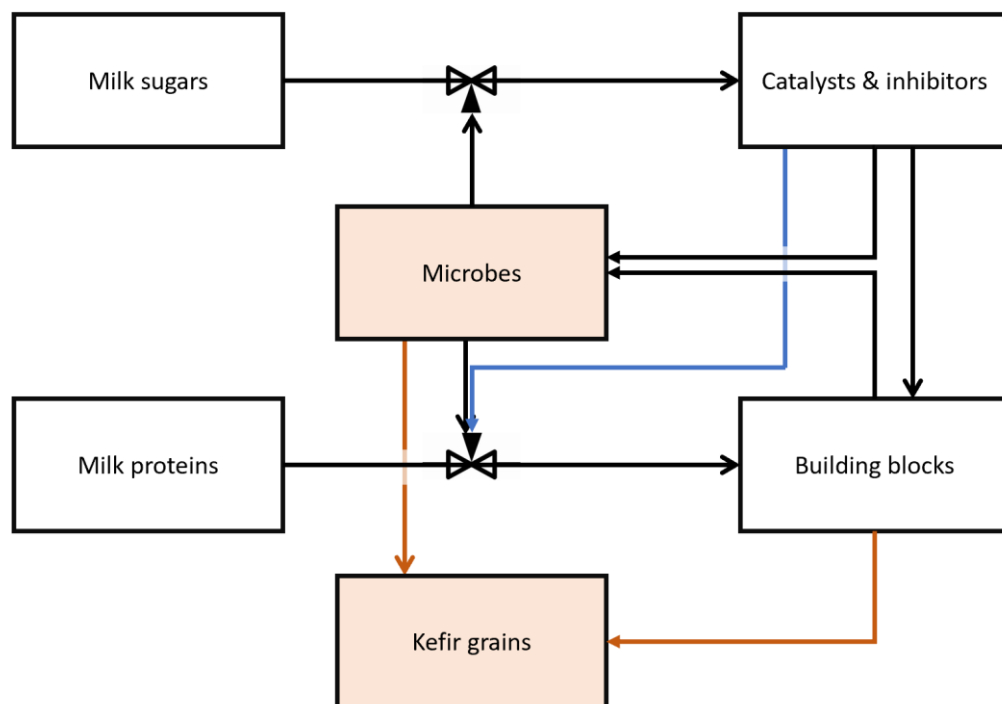 Milk sugars
Catalysts & inhibitors
Microbes
Milk proteins
Building blocks
Kefir grains